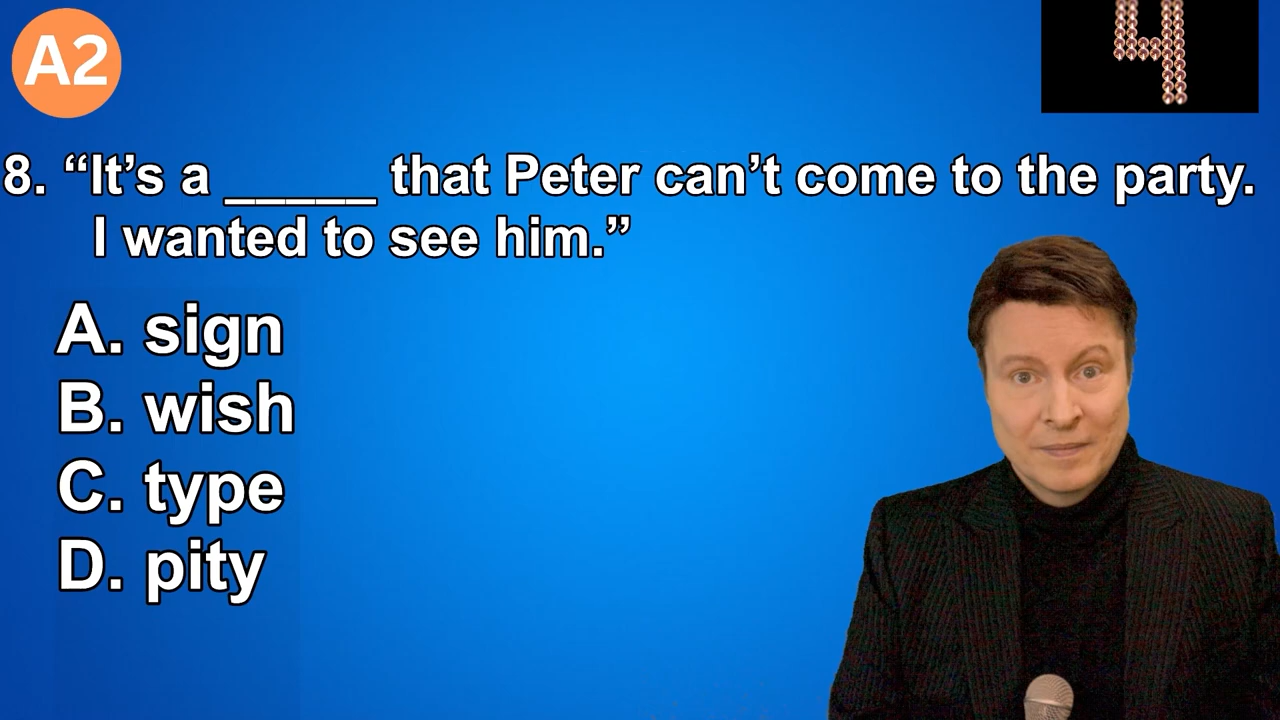 A2
4
8. “It’s a _____ that Peter can’t come to the party.
I wanted to see him.”
A. sign
B. wish
C. type
D. pity